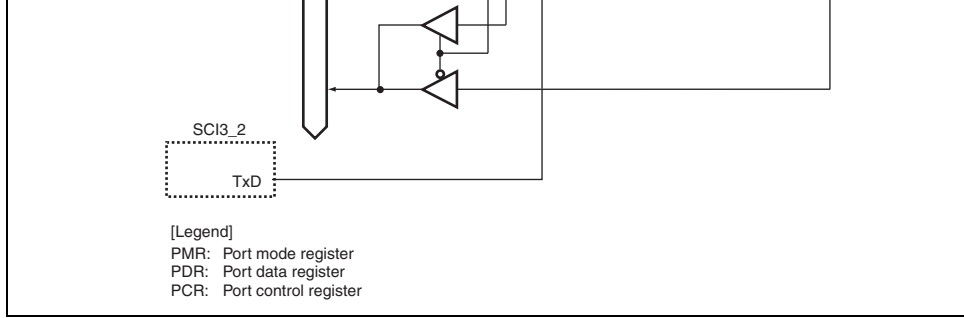 SCI3_2
TxD
[Legend]
PMR: Port mode register
PDR: Port data register
PCR: Port control register